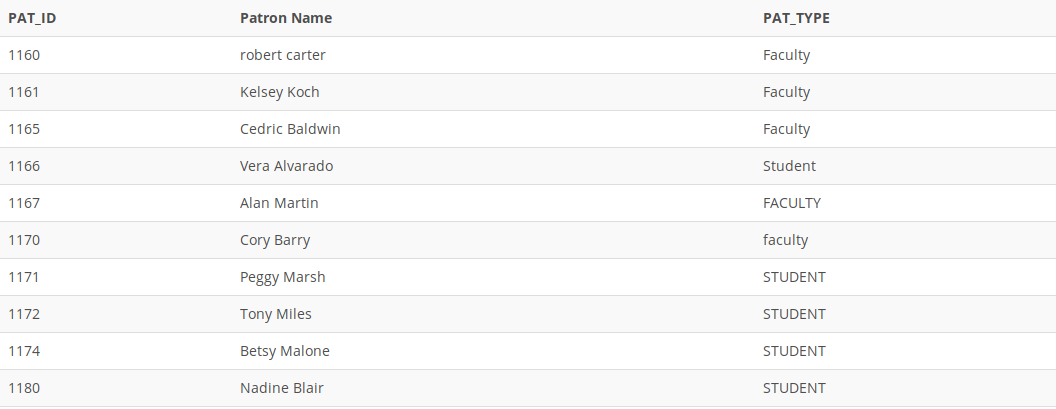 PAT_ID Patron Name PAT_TYPE
1160 robert carter Faculty
1161 Kelsey Koch Faculty
1165 Cedric Baldwin Faculty
1166 Vera Alvarado Student
1167 Alan Martin FACULTY
1170 Cory Barry faculty
1171 Peggy Marsh STUDENT
1172 Tony Miles STUDENT
1174 Betsy Malone STUDENT
1180 Nadine Blair STUDENT